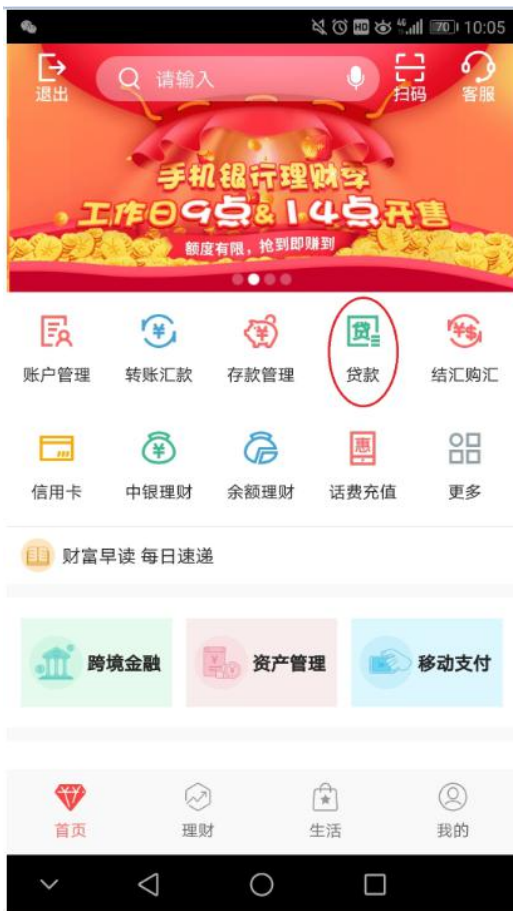 46 70 10:05
退出 请输入 扫码 客服
手机银行理财季
工作日9点&14点开售
额度有限，抢到即赚到
账户管理 转账汇款 存款管理 贷 贷款 结汇购汇
信用卡 中银理财 余额理财 惠 话费充值 更多
财富早读 每日速递
跨境金融 资产管理 移动支付
首页 理财 生活 我的